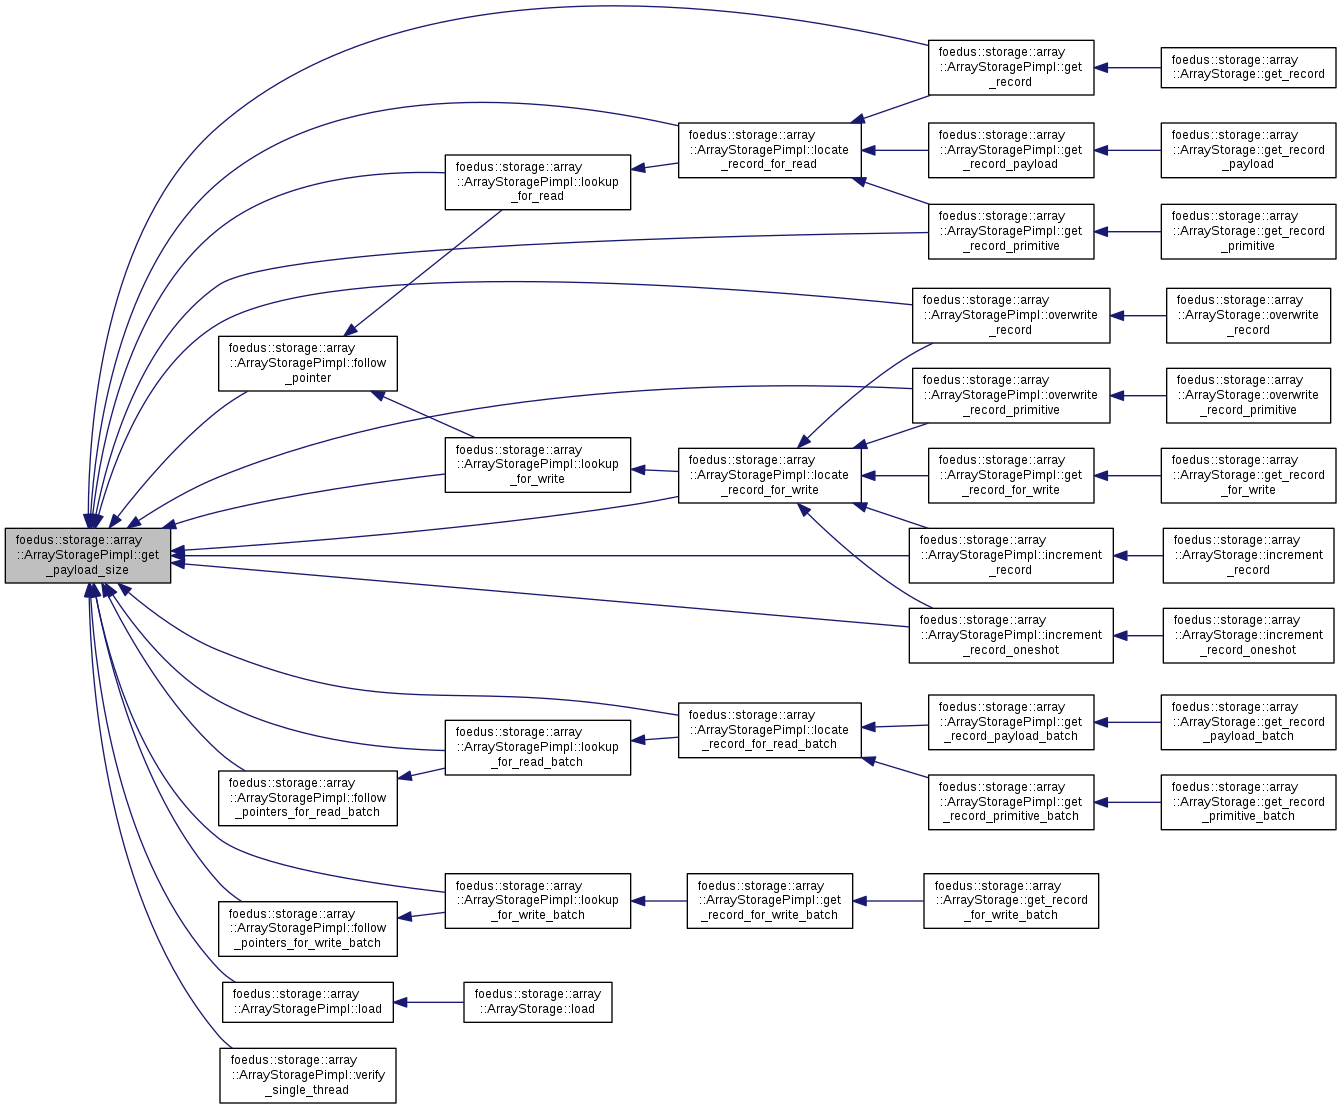 foedus::storage::array
::ArrayStoragePimpl::get
_payload_size
foedus::storage::array
::ArrayStoragePimpl::follow
_pointer
foedus::storage::array
::ArrayStoragePimpl::follow
_pointers_for_read_batch
foedus::storage::array
::ArrayStoragePimpl::follow
_pointers_for_write_batch
foedus::storage::array
::ArrayStoragePimpl::load
foedus::storage::array
::ArrayStoragePimpl::verify
_single_thread
foedus::storage::array
::ArrayStoragePimpl::lookup
_for_read
foedus::storage::array
::ArrayStoragePimpl::lookup
_for_write
foedus::storage::array
::ArrayStoragePimpl::lookup
_for_read_batch
foedus::storage::array
::ArrayStoragePimpl::lookup
_for_write_batch
foedus::storage::array
::ArrayStorage::load
foedus::storage::array
::ArrayStoragePimpl::locate
_record_for_read
foedus::storage::array
::ArrayStoragePimpl::locate
_record_for_write
foedus::storage::array
::ArrayStoragePimpl::locate
_record_for_read_batch
foedus::storage::array
::ArrayStoragePimpl::get
_record_for_write_batch
foedus::storage::array
::ArrayStoragePimpl::get
_record
foedus::storage::array
::ArrayStoragePimpl::get
_record_payload
foedus::storage::array
::ArrayStoragePimpl::get
_record_primitive
foedus::storage::array
::ArrayStoragePimpl::overwrite
_record
foedus::storage::array
::ArrayStoragePimpl::overwrite
_record_primitive
foedus::storage::array
::ArrayStoragePimpl::get
_record_for_write
foedus::storage::array
::ArrayStoragePimpl::increment
_record
foedus::storage::array
::ArrayStoragePimpl::increment
_record_oneshot
foedus::storage::array
::ArrayStoragePimpl::get
_record_payload_batch
foedus::storage::array
::ArrayStoragePimpl::get
_record_primitive_batch
foedus::storage::array
::ArrayStorage::get_record
_for_write_batch
foedus::storage::array
::ArrayStorage::get_record
foedus::storage::array
::ArrayStorage::get_record
_payload
foedus::storage::array
::ArrayStorage::get_record
_primitive
foedus::storage::array
::ArrayStorage::overwrite
_record
foedus::storage::array
::ArrayStorage::overwrite
_record_primitive
foedus::storage::array
::ArrayStorage::get_record
_for_write
foedus::storage::array
::ArrayStorage::increment
_record
foedus::storage::array
::ArrayStorage::increment
_record_oneshot
foedus::storage::array
::ArrayStorage::get_record
_payload_batch
foedus::storage::array
::ArrayStorage::get_record
_primitive_batch